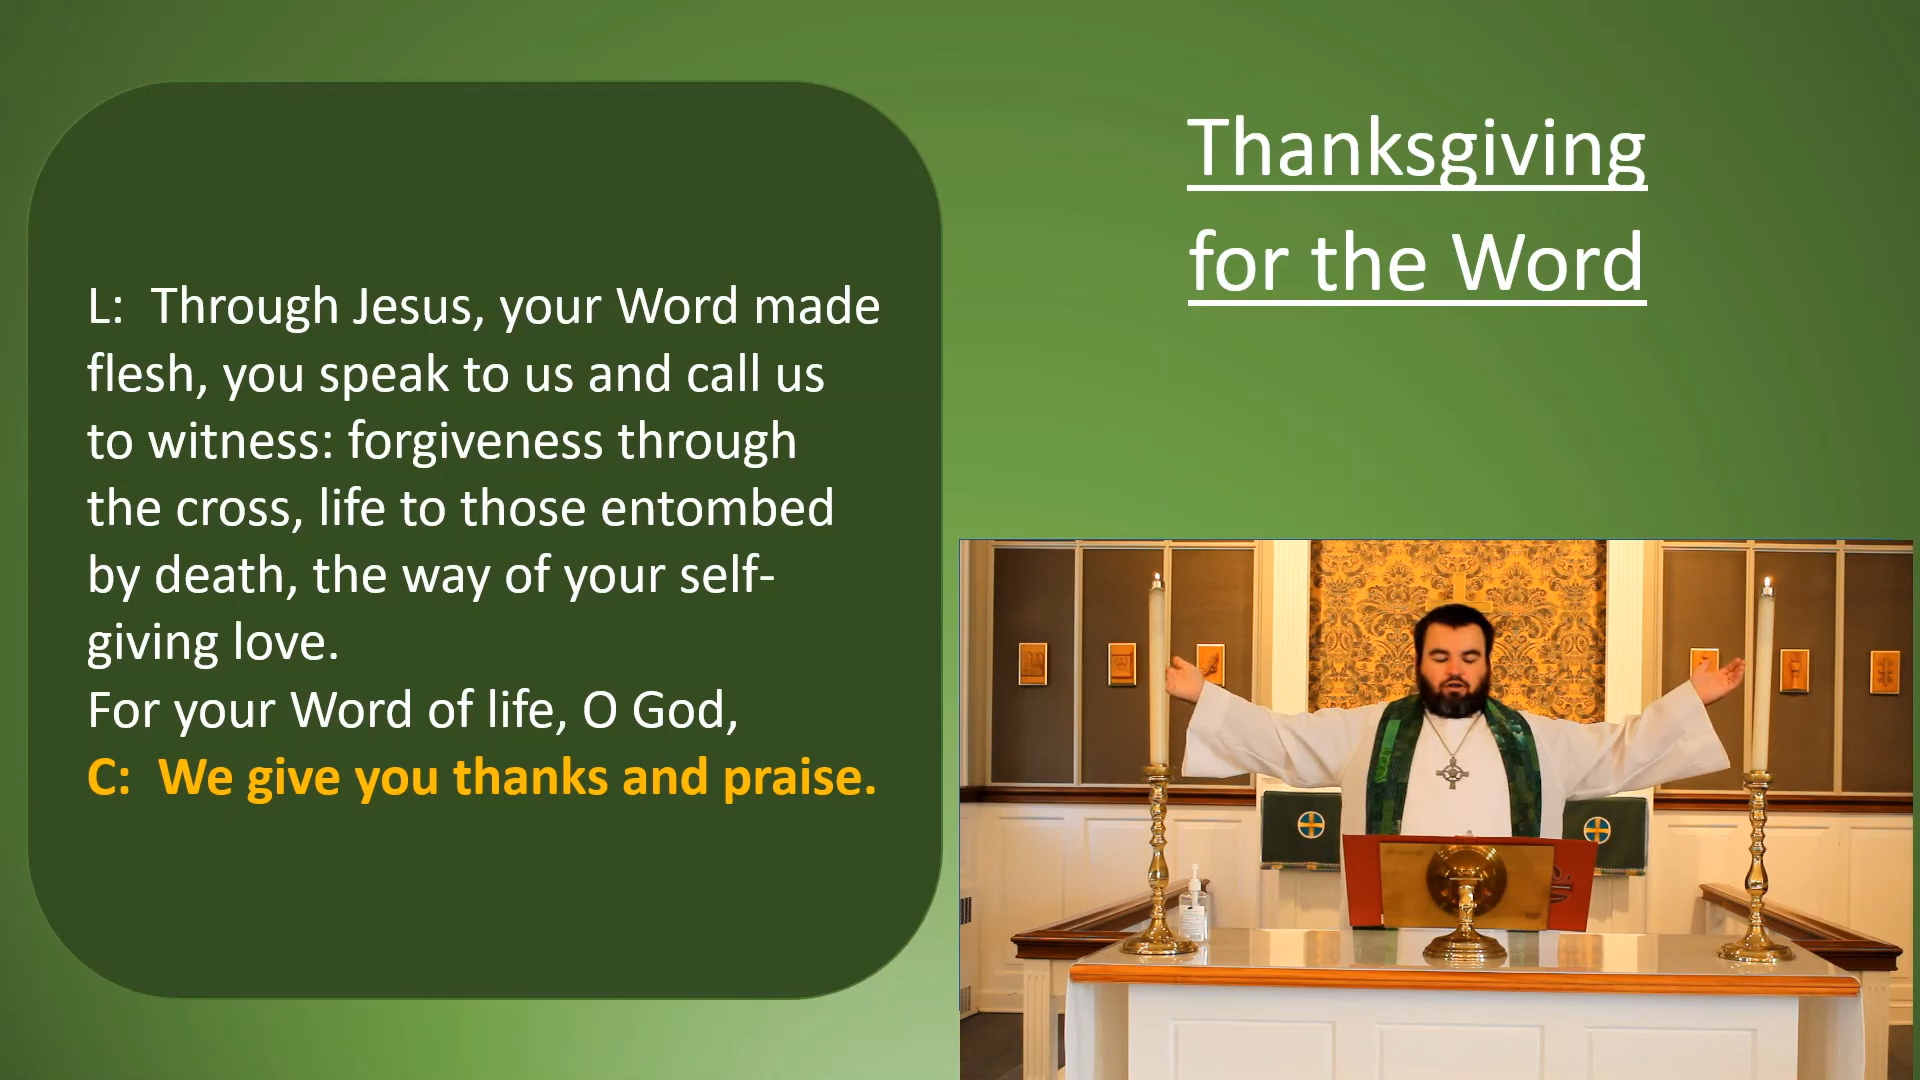 Thanksgiving
for the Word
L:  Through Jesus, your Word made
flesh, you speak to us and call us
to witness: forgiveness through
the cross, life to those entombed
by death, the way of your self-
giving love.
For your Word of life, O God,
C:  We give you thanks and praise.